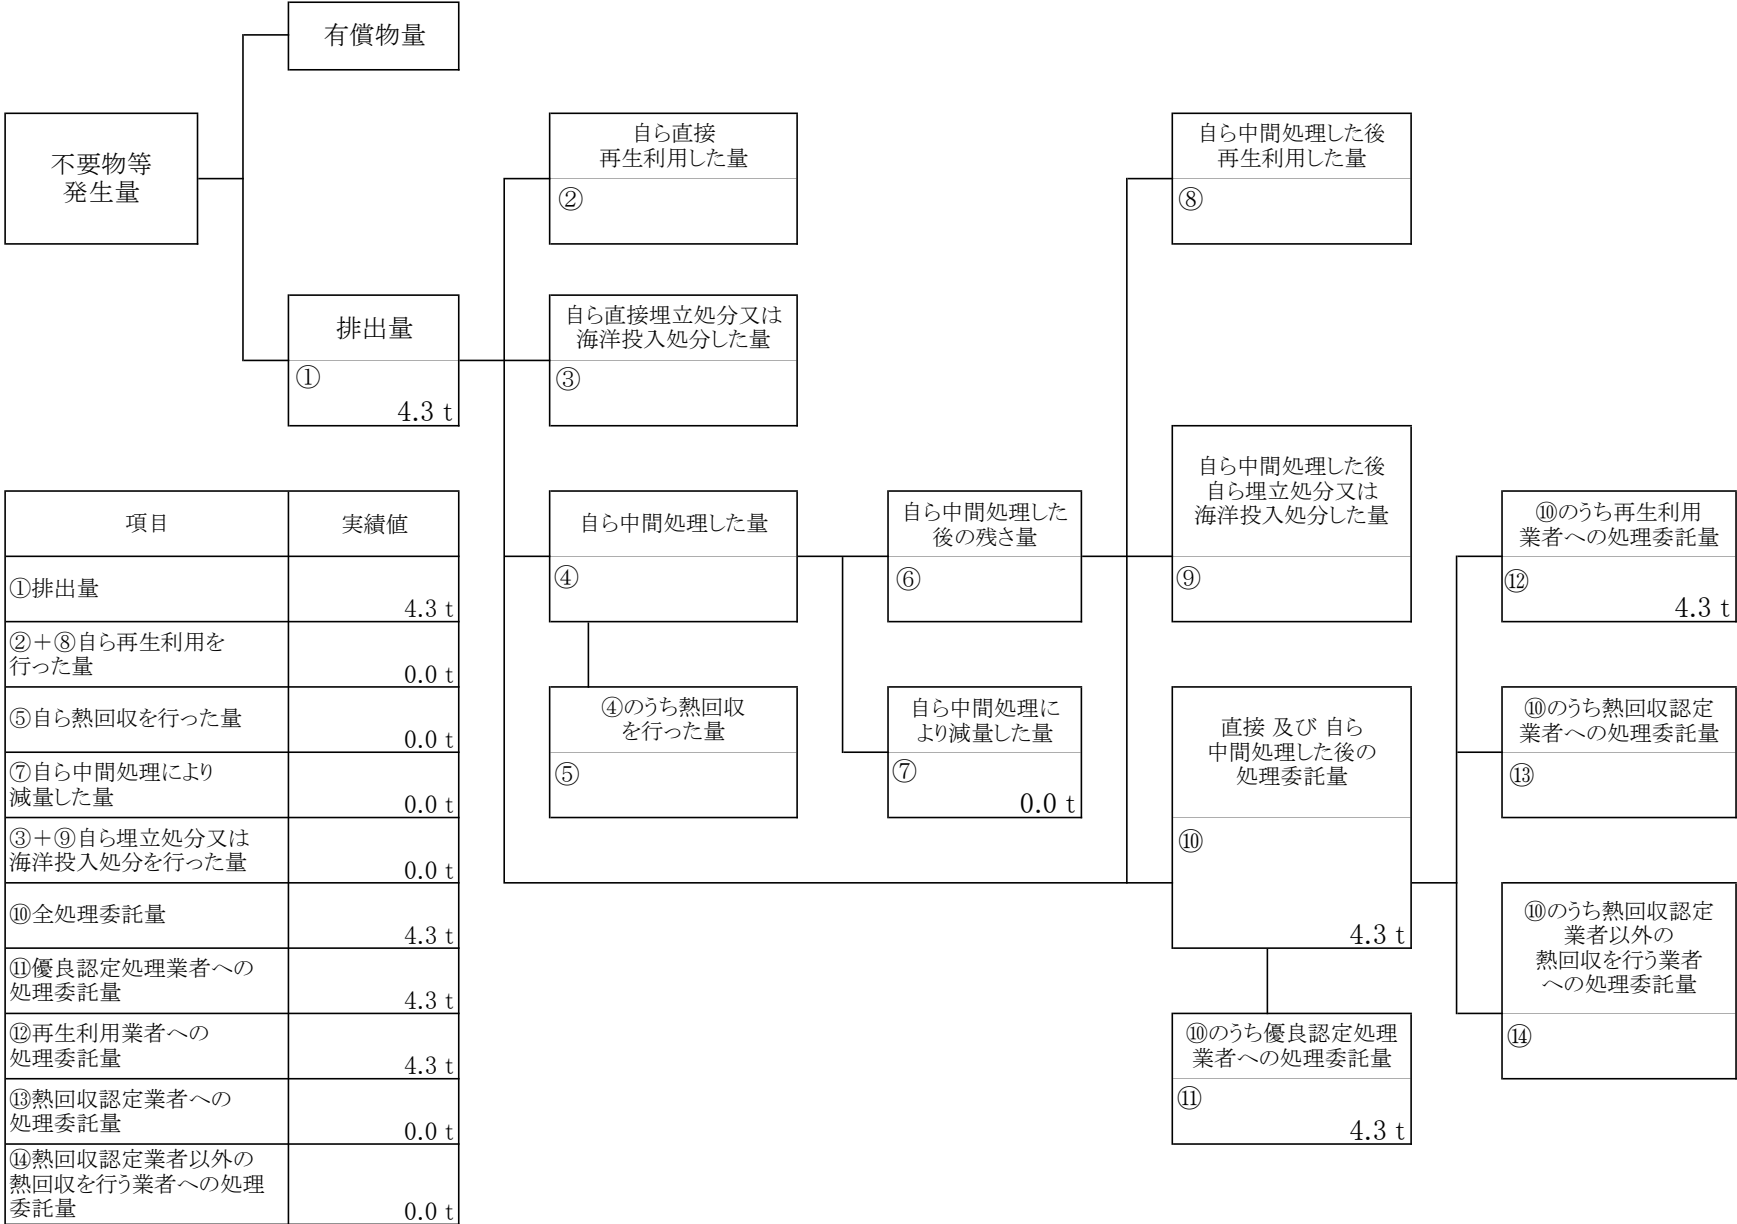 有償物量
不要物等
発生量
自ら直接
再生利用した量
②
自ら中間処理した後
再生利用した量
⑧
排出量
①
4.3 t
自ら直接埋立処分又は
海洋投入処分した量
③
自ら中間処理した量
④
自ら中間処理した
後の残さ量
⑥
自ら中間処理した後
自ら埋立処分又は
海洋投入処分した量
⑨
⑩のうち再生利用
業者への処理委託量
⑫
4.3 t
④のうち熱回収
を行った量
⑤
自ら中間処理に
より減量した量
⑦
0.0 t
直接 及び 自ら
中間処理した後の
処理委託量
⑩
4.3 t
⑩のうち熱回収認定
業者への処理委託量
⑬
⑩のうち熱回収認定
業者以外の
熱回収を行う業者
への処理委託量
⑭
⑩のうち優良認定処理
業者への処理委託量
⑪
4.3 t
項目
実績値
①排出量
4.3 t
②＋⑧自ら再生利用を
行った量
0.0 t
⑤自ら熱回収を行った量
0.0 t
⑦自ら中間処理により
減量した量
0.0 t
③＋⑨自ら埋立処分又は
海洋投入処分を行った量
0.0 t
⑩全処理委託量
4.3 t
⑪優良認定処理業者への
処理委託量
4.3 t
⑫再生利用業者への
処理委託量
4.3 t
⑬熱回収認定業者への
処理委託量
0.0 t
⑭熱回収認定業者以外の
熱回収を行う業者への処理
委託量
0.0 t